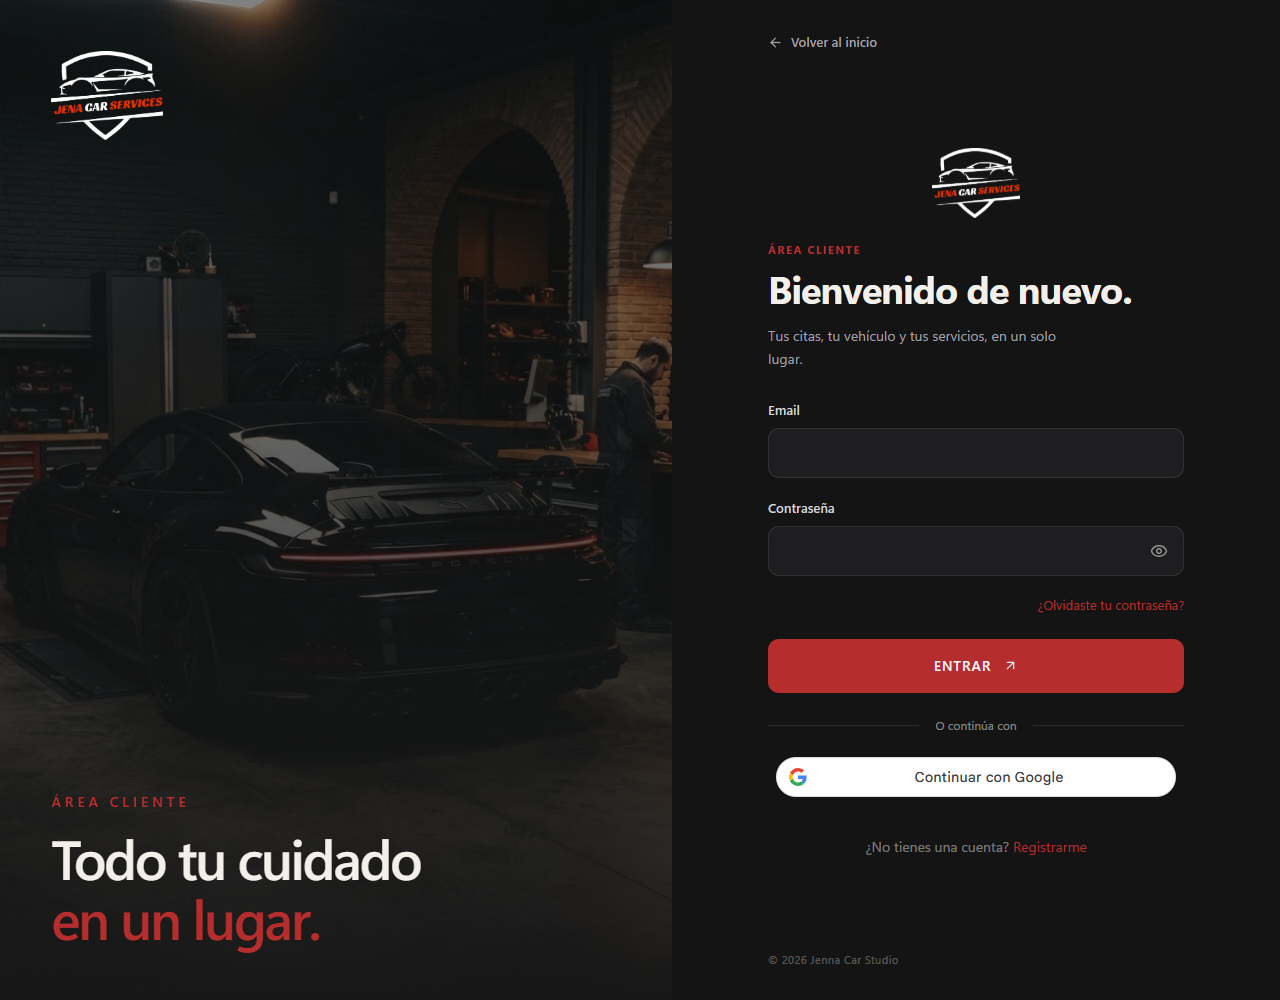 JENA CAR SERVICES
ÁREA CLIENTE
Todo tu cuidado
en un lugar.
PORSCHE
Volver al inicio
JENA CAR SERVICES
ÁREA CLIENTE
Bienvenido de nuevo.
Tus citas, tu vehículo y tus servicios, en un solo
lugar.
Email
Contraseña
¿Olvidaste tu contraseña?
ENTRAR
O continúa con
Continuar con Google
¿No tienes una cuenta? Registrarme
© 2026 Jenna Car Studio